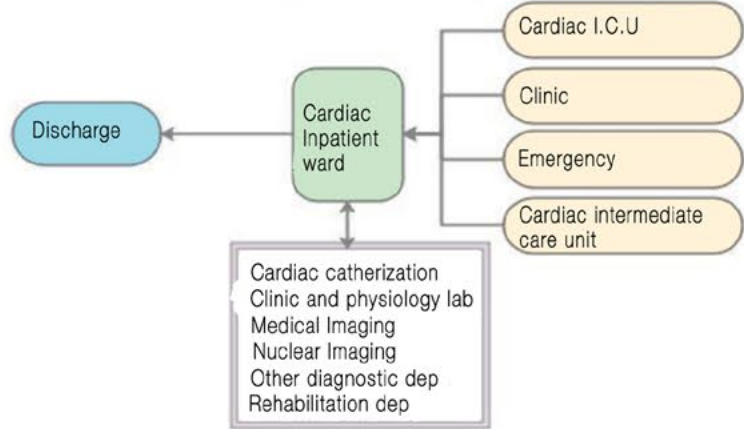 Cardiac I.C.U
Clinic
Emergency
Cardiac intermediate
care unit
Cardiac
Inpatient
ward
Discharge
Cardiac catherization
Clinic and physiology lab
Medical Imaging
Nuclear Imaging
Other diagnostic dep
Rehabilitation dep